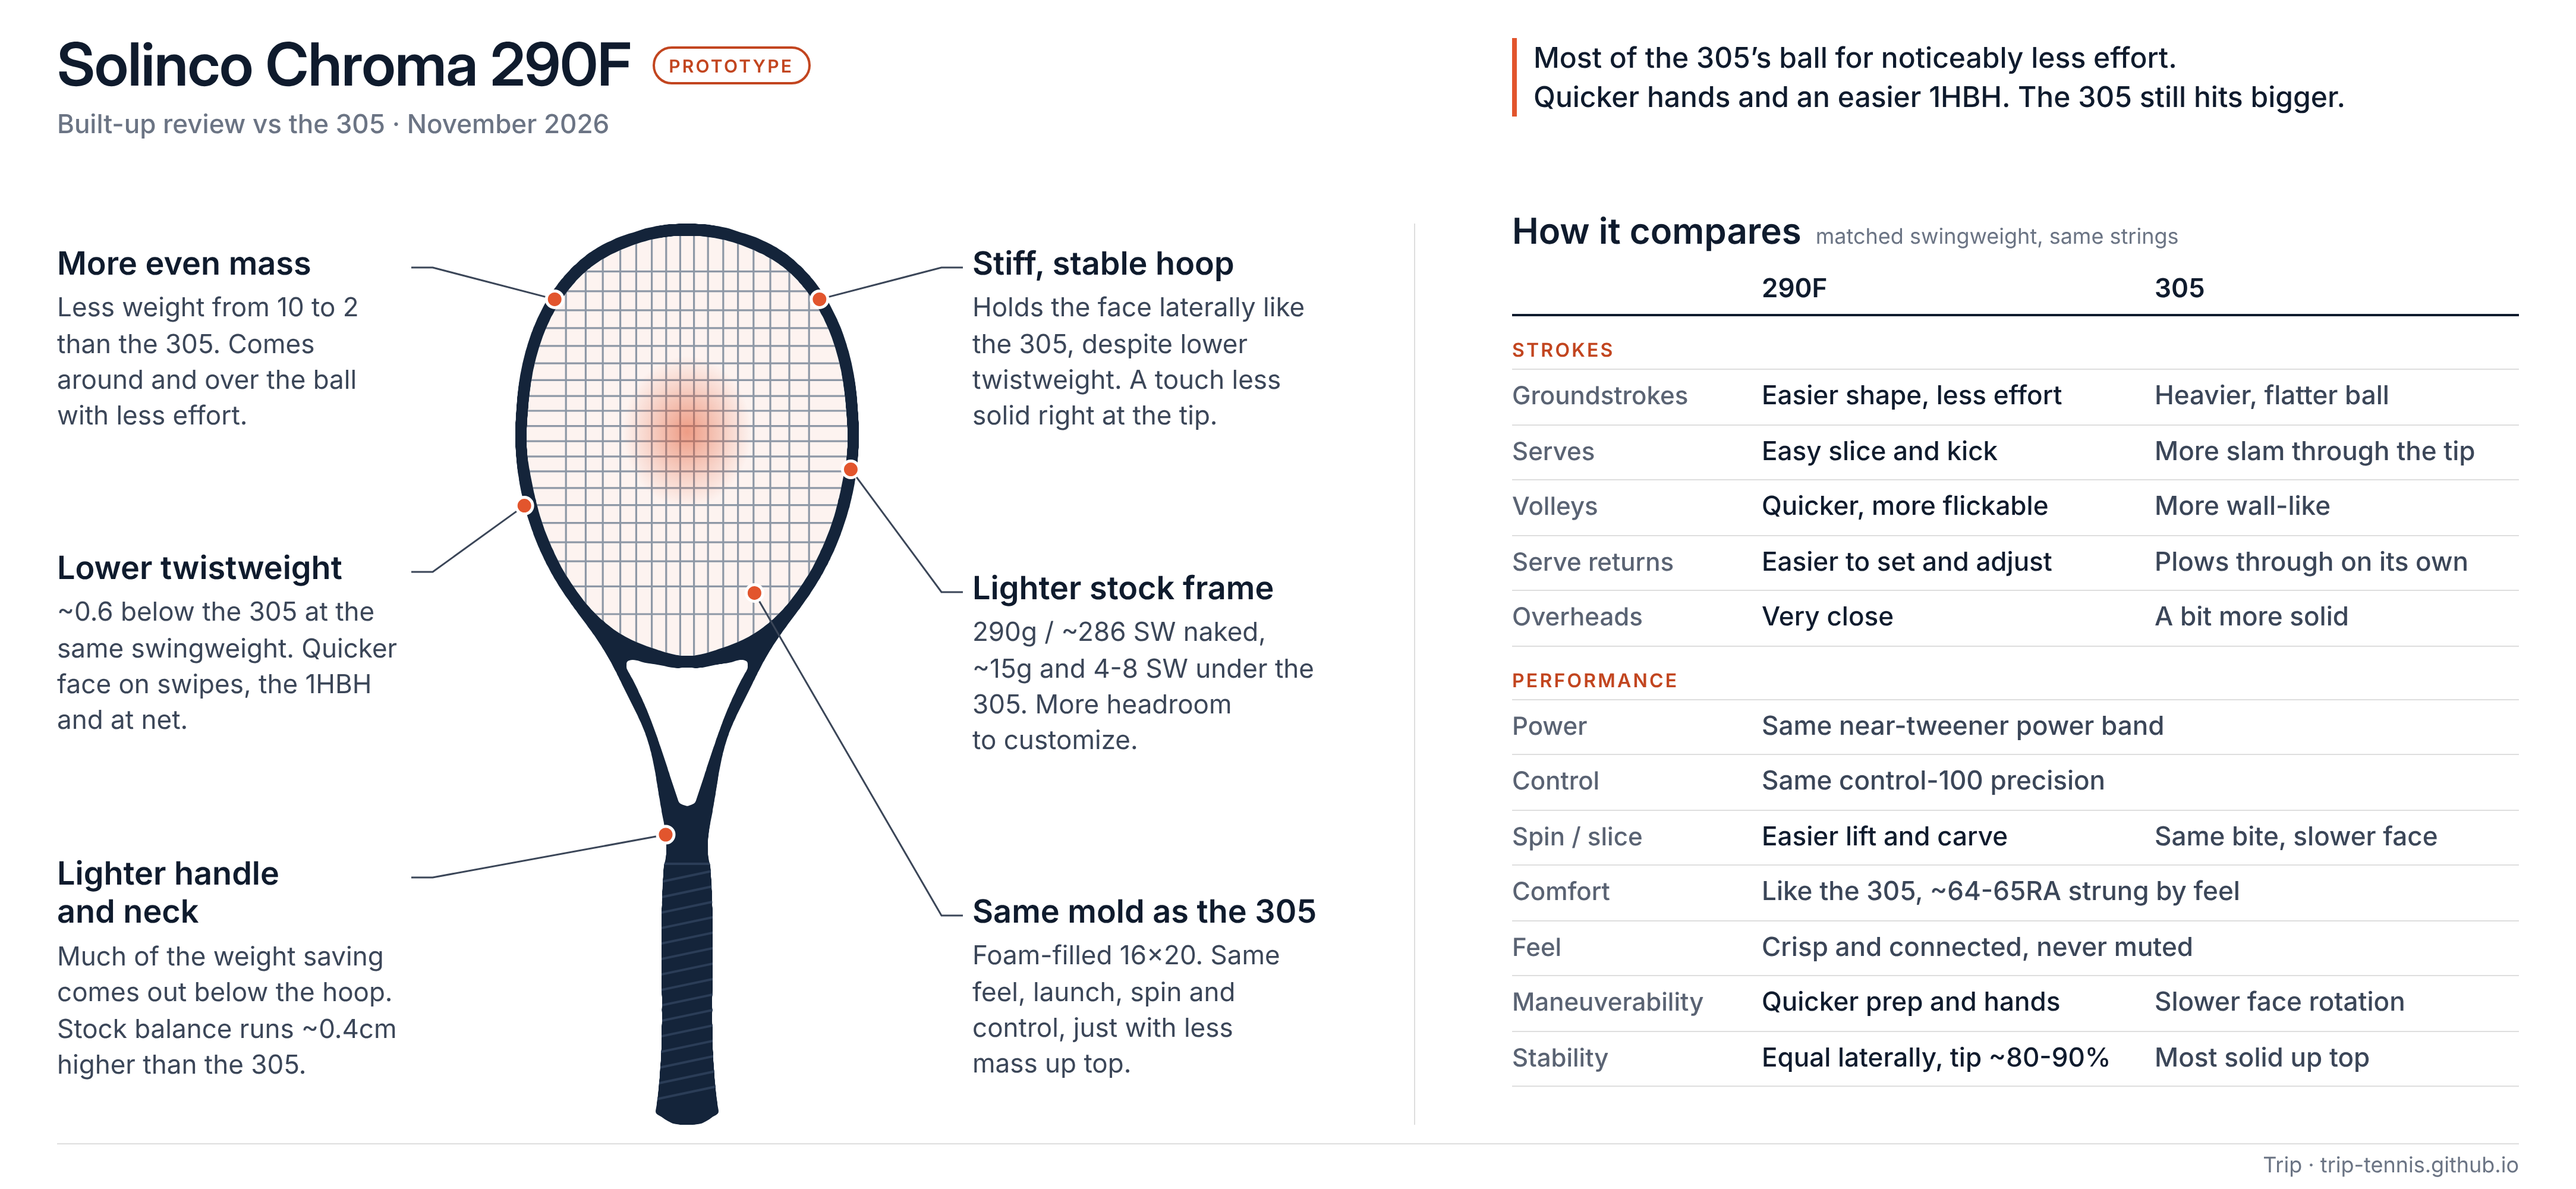 Solinco Chroma 290F PROTOTYPE
Built-up review vs the 305 · November 2026
Most of the 305’s ball for noticeably less effort.
Quicker hands and an easier 1HBH. The 305 still hits bigger.
More even mass
Less weight from 10 to 2
than the 305. Comes
around and over the ball
with less effort.
Lower twistweight
~0.6 below the 305 at the
same swingweight. Quicker
face on swipes, the 1HBH
and at net.
Lighter handle
and neck
Much of the weight saving
comes out below the hoop.
Stock balance runs ~0.4cm
higher than the 305.
Stiff, stable hoop
Holds the face laterally like
the 305, despite lower
twistweight. A touch less
solid right at the tip.
Lighter stock frame
290g / ~286 SW naked,
~15g and 4-8 SW under the
305. More headroom
to customize.
Same mold as the 305
Foam-filled 16×20. Same
feel, launch, spin and
control, just with less
mass up top.
How it compares matched swingweight, same strings
290F 305
STROKES
Groundstrokes Easier shape, less effort Heavier, flatter ball
Serves Easy slice and kick More slam through the tip
Volleys Quicker, more flickable More wall-like
Serve returns Easier to set and adjust Plows through on its own
Overheads Very close A bit more solid
PERFORMANCE
Power Same near-tweener power band
Control Same control-100 precision
Spin / slice Easier lift and carve Same bite, slower face
Comfort Like the 305, ~64-65RA strung by feel
Feel Crisp and connected, never muted
Maneuverability Quicker prep and hands Slower face rotation
Stability Equal laterally, tip ~80-90% Most solid up top
Trip · trip-tennis.github.io